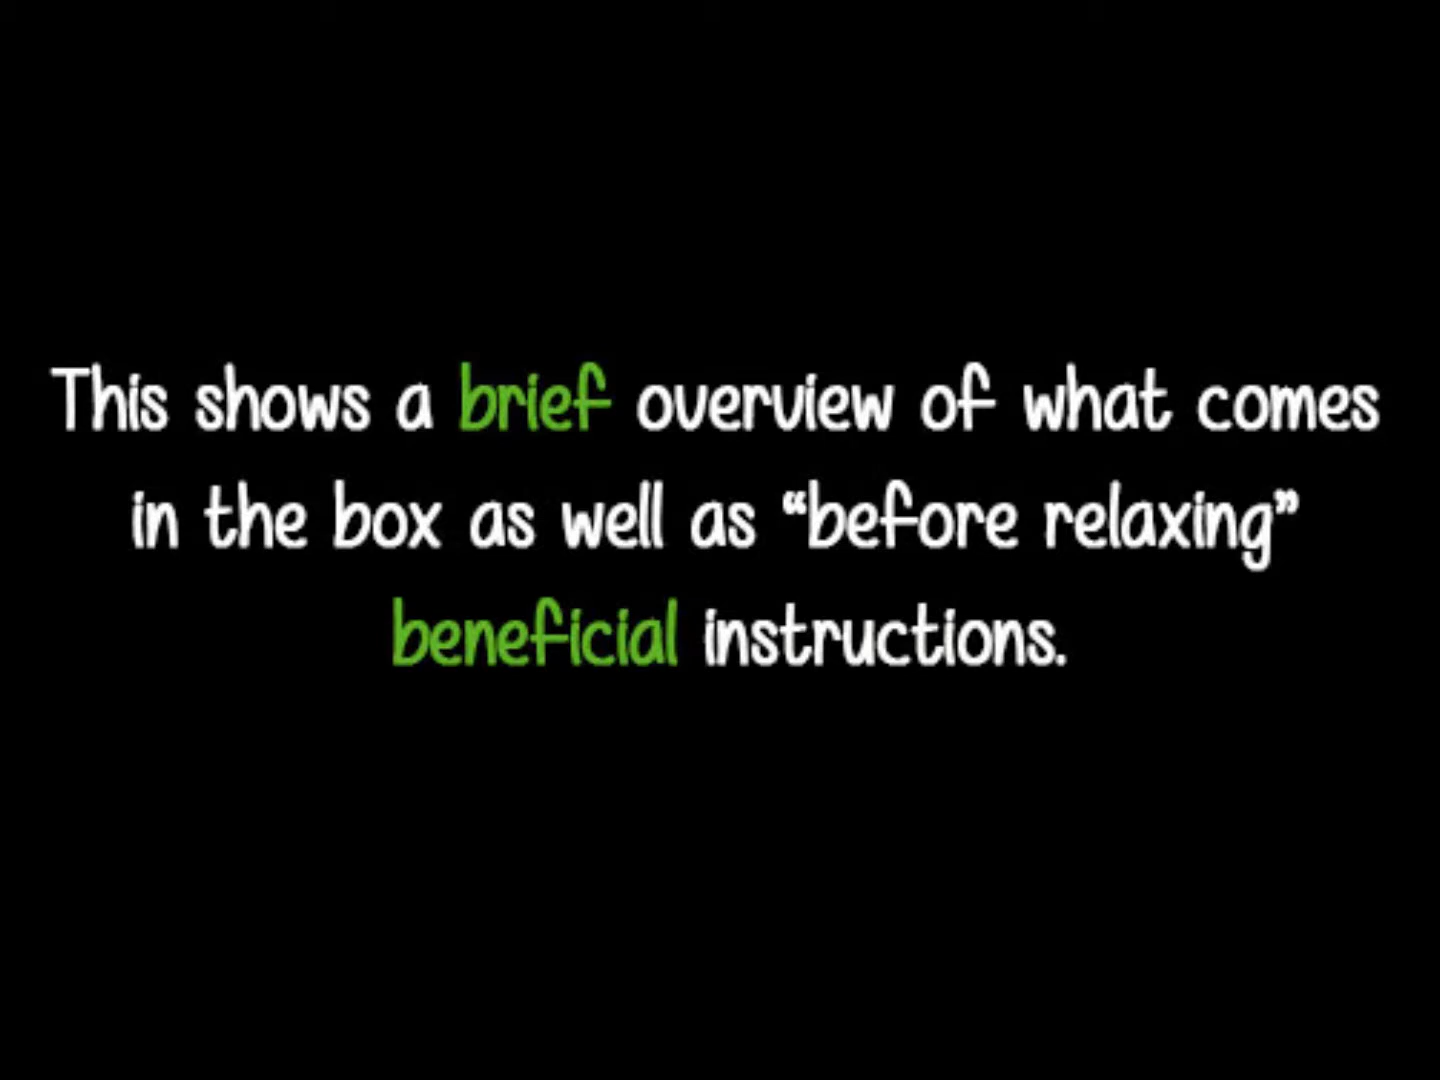 This shows a brief overview of what comes
in the box as well as “before relaxing”
beneficial instructions.